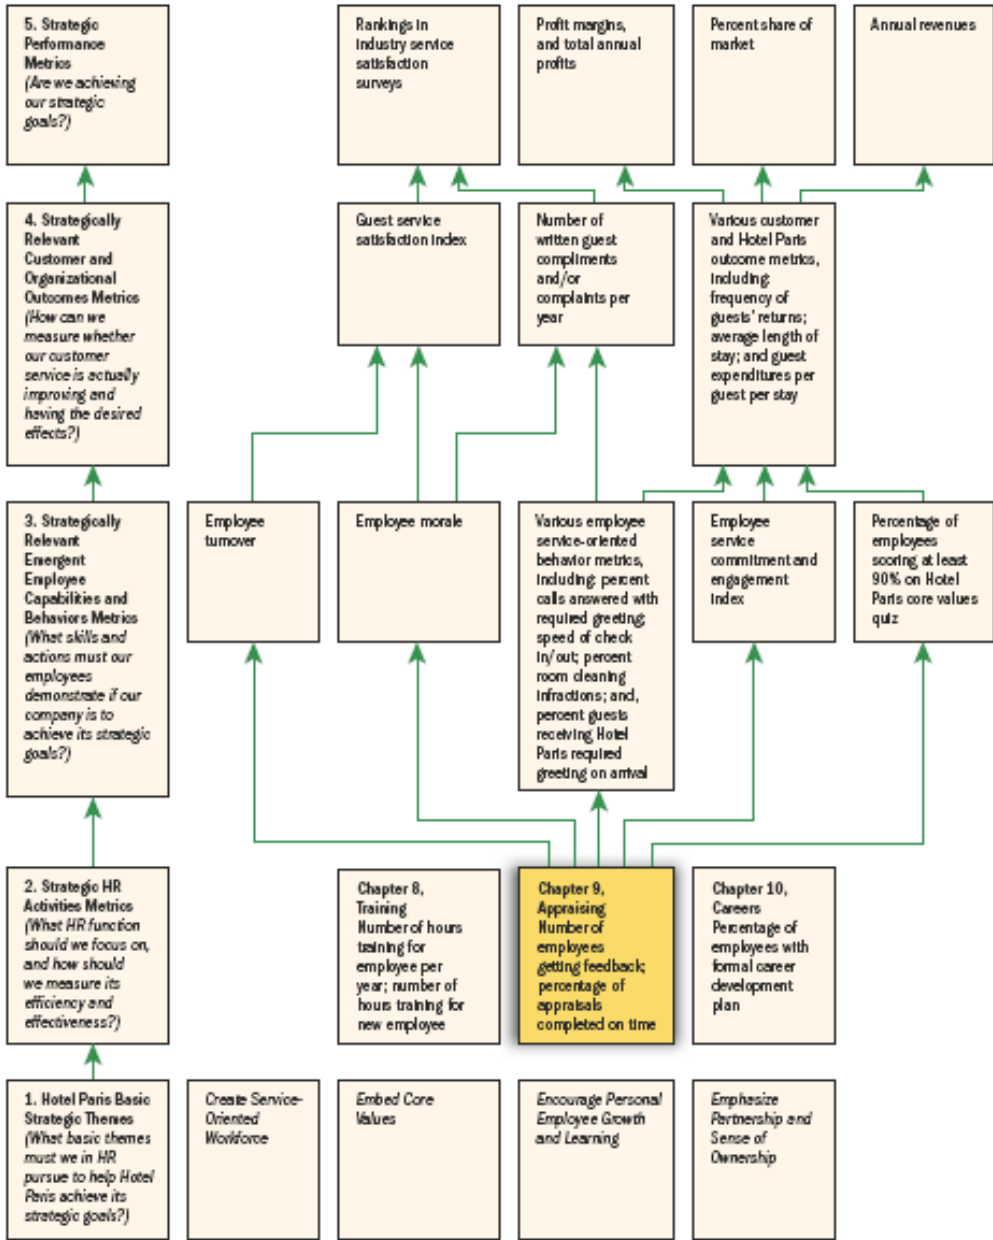 5. Strategic
Performance
Metrics
(Are we achieving
our strategic
goals?)
Rankings in
industry service
satisfaction
surveys
Profit margins,
and total annual
profits
Percent share of
market
Annual revenues
4. Strategically
Relevant
Customer and
Organizational
Outcomes Metrics
(How can we
measure whether
our customer
service is actually
improving and
having the desired
effects?)
Guest service
satisfaction index
Number of
written guest
compliments
and/or
complaints per
year
Various customer
and Hotel Paris
outcome metrics,
including:
frequency of
guests' returns;
average length of
stay; and guest
expenditures per
guest per stay
3. Strategically
Relevant
Emergent
Employee
Capabilities and
Behaviors Metrics
(What skills and
actions must our
employees
demonstrate if our
company is to
achieve its strategic
goals?)
Employee
turnover
Employee morale
Various employee
service-oriented
behavior metrics,
including: percent
calls answered with
required greeting;
speed of check
in/out; percent
room cleaning
infractions; and,
percent guests
receiving Hotel
Paris required
greeting on arrival
Employee
service
commitment and
engagement
index
Percentage of
employees
scoring at least
90% on Hotel
Paris core values
quiz
2. Strategic HR
Activities Metrics
(What HR function
should we focus on,
and how should
we measure its
efficiency and
effectiveness?)
Chapter 8,
Training
Number of hours
training for
employee per
year; number of
hours training for
new employee
Chapter 9,
Appraising
Number of
employees
getting feedback;
percentage of
appraisals
completed on time
Chapter 10,
Careers
Percentage of
employees with
formal career
development
plan
1. Hotel Paris Basic
Strategic Themes
(What basic themes
must we in HR
pursue to help Hotel
Paris achieve its
strategic goals?)
Create Service-
Oriented
Workforce
Embed Core
Values
Encourage Personal
Employee Growth
and Learning
Emphasize
Partnership and
Sense of
Ownership